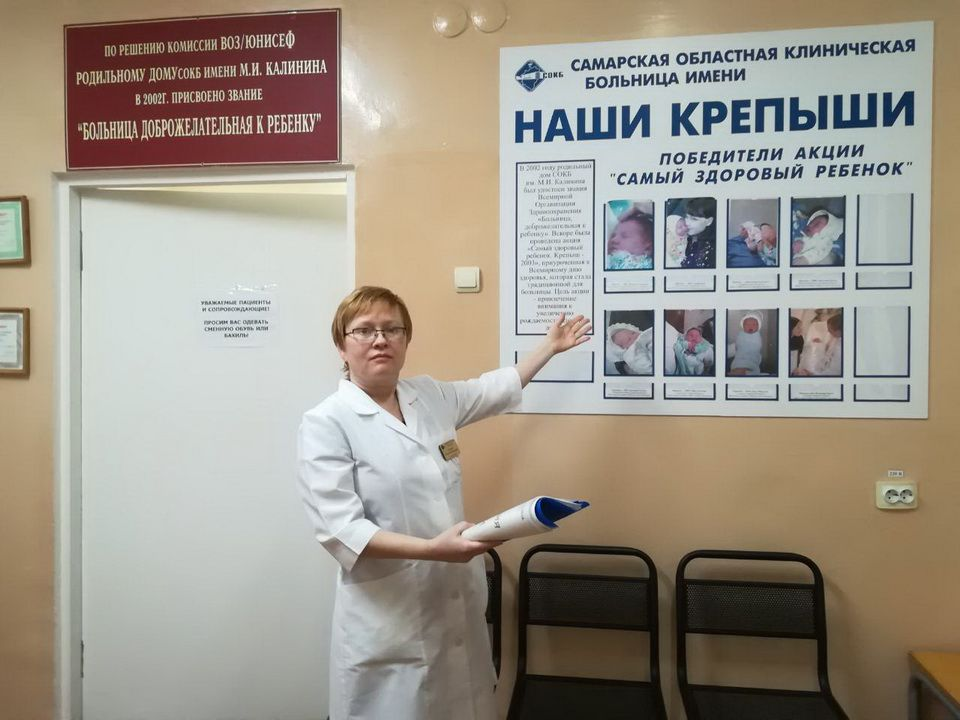 ПО РЕШЕНИЮ КОМИССИИ ВОЗ/ЮНИСЕФ
РОДИЛЬНОМУ ДОМУ СОКБ ИМЕНИ М.И. КАЛИНИНА
В 2002Г. ПРИСВОЕНО ЗВАНИЕ
"БОЛЬНИЦА ДОБРОЖЕЛАТЕЛЬНАЯ К РЕБЕНКУ"
УВАЖАЕМЫЕ ПАЦИЕНТЫ
И СОПРОВОЖДАЮЩИЕ!
ПРОСИМ ВАС ОДЕВАТЬ
СМЕННУЮ ОБУВЬ ИЛИ
БАХИЛЫ!
СОКБ
САМАРСКАЯ ОБЛАСТНАЯ КЛИНИЧЕСКАЯ
БОЛЬНИЦА ИМЕНИ
НАШИ КРЕПЫШИ
ПОБЕДИТЕЛИ АКЦИИ
"САМЫЙ ЗДОРОВЫЙ РЕБЕНОК"
В 2002 году родильный
дом СОКБ
им. М.И. Калинина
был удостоен звания
Всемирной
Организации
Здравоохранения
«Больница,
доброжелательная к
ребенку». Вскоре была
проведена акция
«Самый здоровый
ребенок. Крепыш -
2003», приуроченная к
Всемирному дню
здоровья, которая стала
традиционной для
больницы. Цель акции
- привлечение
внимания к
увеличению
рождаемости